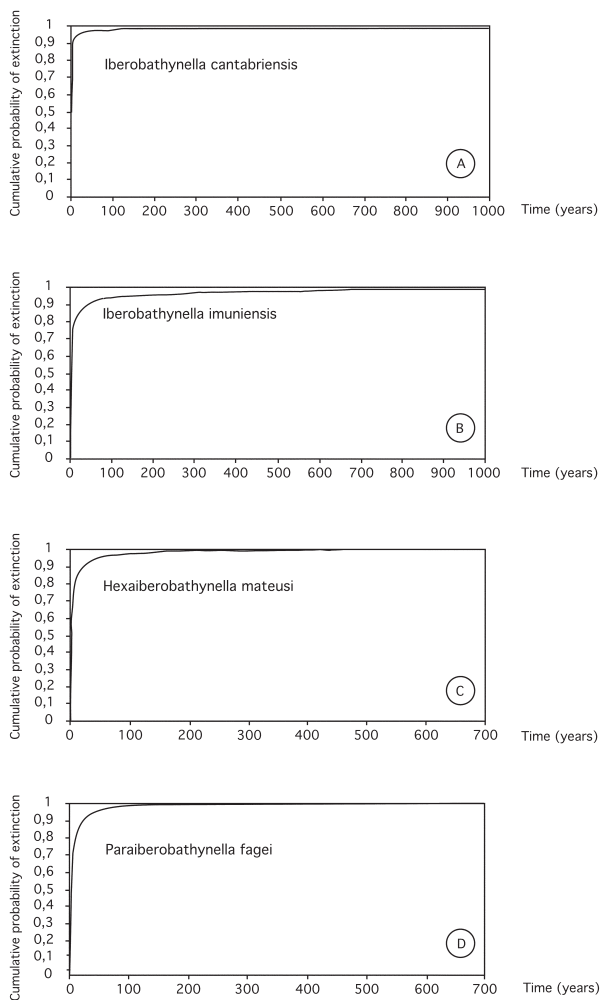 Cumulative probability of extinction
1
0,9
0,8
0,7
0,6
0,5
0,4
0,3
0,2
0,1
0
Iberobathynella cantabriensis
A
0 100 200 300 400 500 600 700 800 900 1000 Time (years)
Cumulative probability of extinction
1
0,9
0,8
0,7
0,6
0,5
0,4
0,3
0,2
0,1
0
Iberobathynella imuniensis
B
0 100 200 300 400 500 600 700 800 900 1000 Time (years)
Cumulative probability of extinction
1
0,9
0,8
0,7
0,6
0,5
0,4
0,3
0,2
0,1
0
Hexaiberobathynella mateusi
C
0 100 200 300 400 500 600 700 Time (years)
Cumulative probability of extinction
1
0,9
0,8
0,7
0,6
0,5
0,4
0,3
0,2
0,1
0
Paraiberobathynella fagei
D
0 100 200 300 400 500 600 700 Time (years)